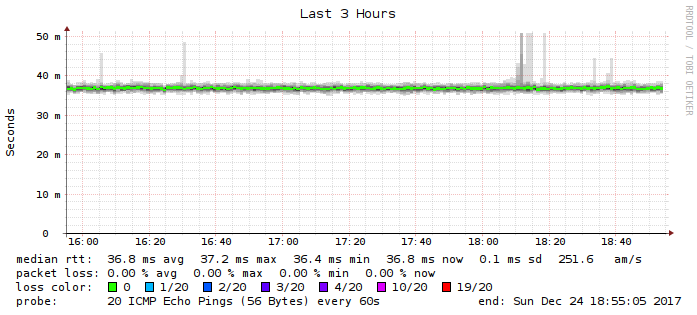 Last 3 Hours
RRDTOOL / TOBI OETIKER
Seconds
50 m
40 m
30 m
20 m
10 m
0
16:00 16:20 16:40 17:00 17:20 17:40 18:00 18:20 18:40
median rtt: 36.8 ms avg 37.2 ms max 36.4 ms min 36.8 ms now 0.1 ms sd 251.6 am/s
packet loss: 0.00 % avg 0.00 % max 0.00 % min 0.00 % now
loss color: 0 1/20 2/20 3/20 4/20 10/20 19/20
probe: 20 ICMP Echo Pings (56 Bytes) every 60s end: Sun Dec 24 18:55:05 2017